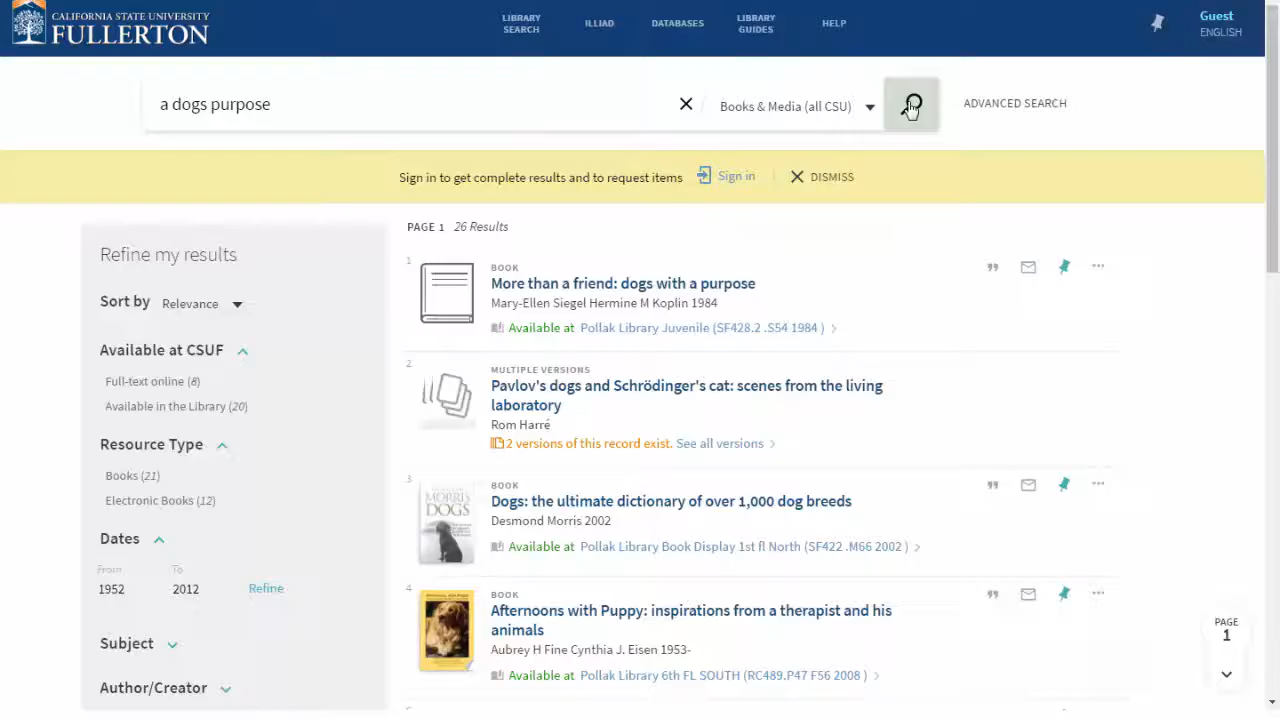 CALIFORNIA STATE UNIVERSITY
FULLERTON
LIBRARY
SEARCH
ILLIAD
DATABASES
LIBRARY
GUIDES
HELP
Guest
ENGLISH
a dogs purpose
Books & Media (all CSU)
ADVANCED SEARCH
Sign in to get complete results and to request items
Sign in
DISMISS
Refine my results
Sort by Relevance
Available at CSUF
Full-text online (8)
Available in the Library (20)
Resource Type
Books (21)
Electronic Books (12)
Dates
From To
1952 2012 Refine
Subject
Author/Creator
PAGE 1 26 Results
1
BOOK
More than a friend: dogs with a purpose
Mary-Ellen Siegel Hermine M Koplin 1984
Available at Pollak Library Juvenile (SF428.2 .S54 1984 )
2
MULTIPLE VERSIONS
Pavlov's dogs and Schrödinger's cat: scenes from the living
laboratory
Rom Harré
2 versions of this record exist. See all versions
3
MORRIS
DOGS
BOOK
Dogs: the ultimate dictionary of over 1,000 dog breeds
Desmond Morris 2002
Available at Pollak Library Book Display 1st fl North (SF422 .M66 2002 )
4
BOOK
Afternoons with Puppy: inspirations from a therapist and his
animals
Aubrey H Fine Cynthia J. Eisen 1953-
Available at Pollak Library 6th FL SOUTH (RC489.P47 F56 2008 )
PAGE
1